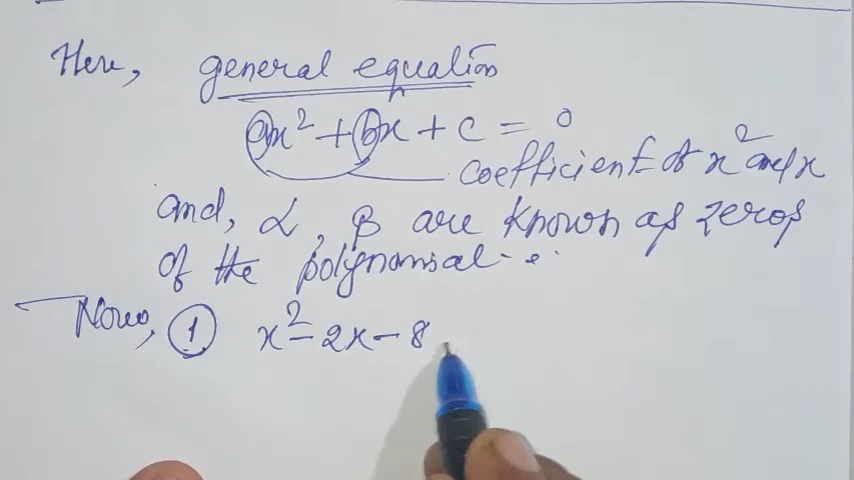 Here, general equation
ax² + bx + c = 0
coefficient of x² and x
and, α, β are known as zeros
of the polynomial..
Now, ① x² - 2x - 8